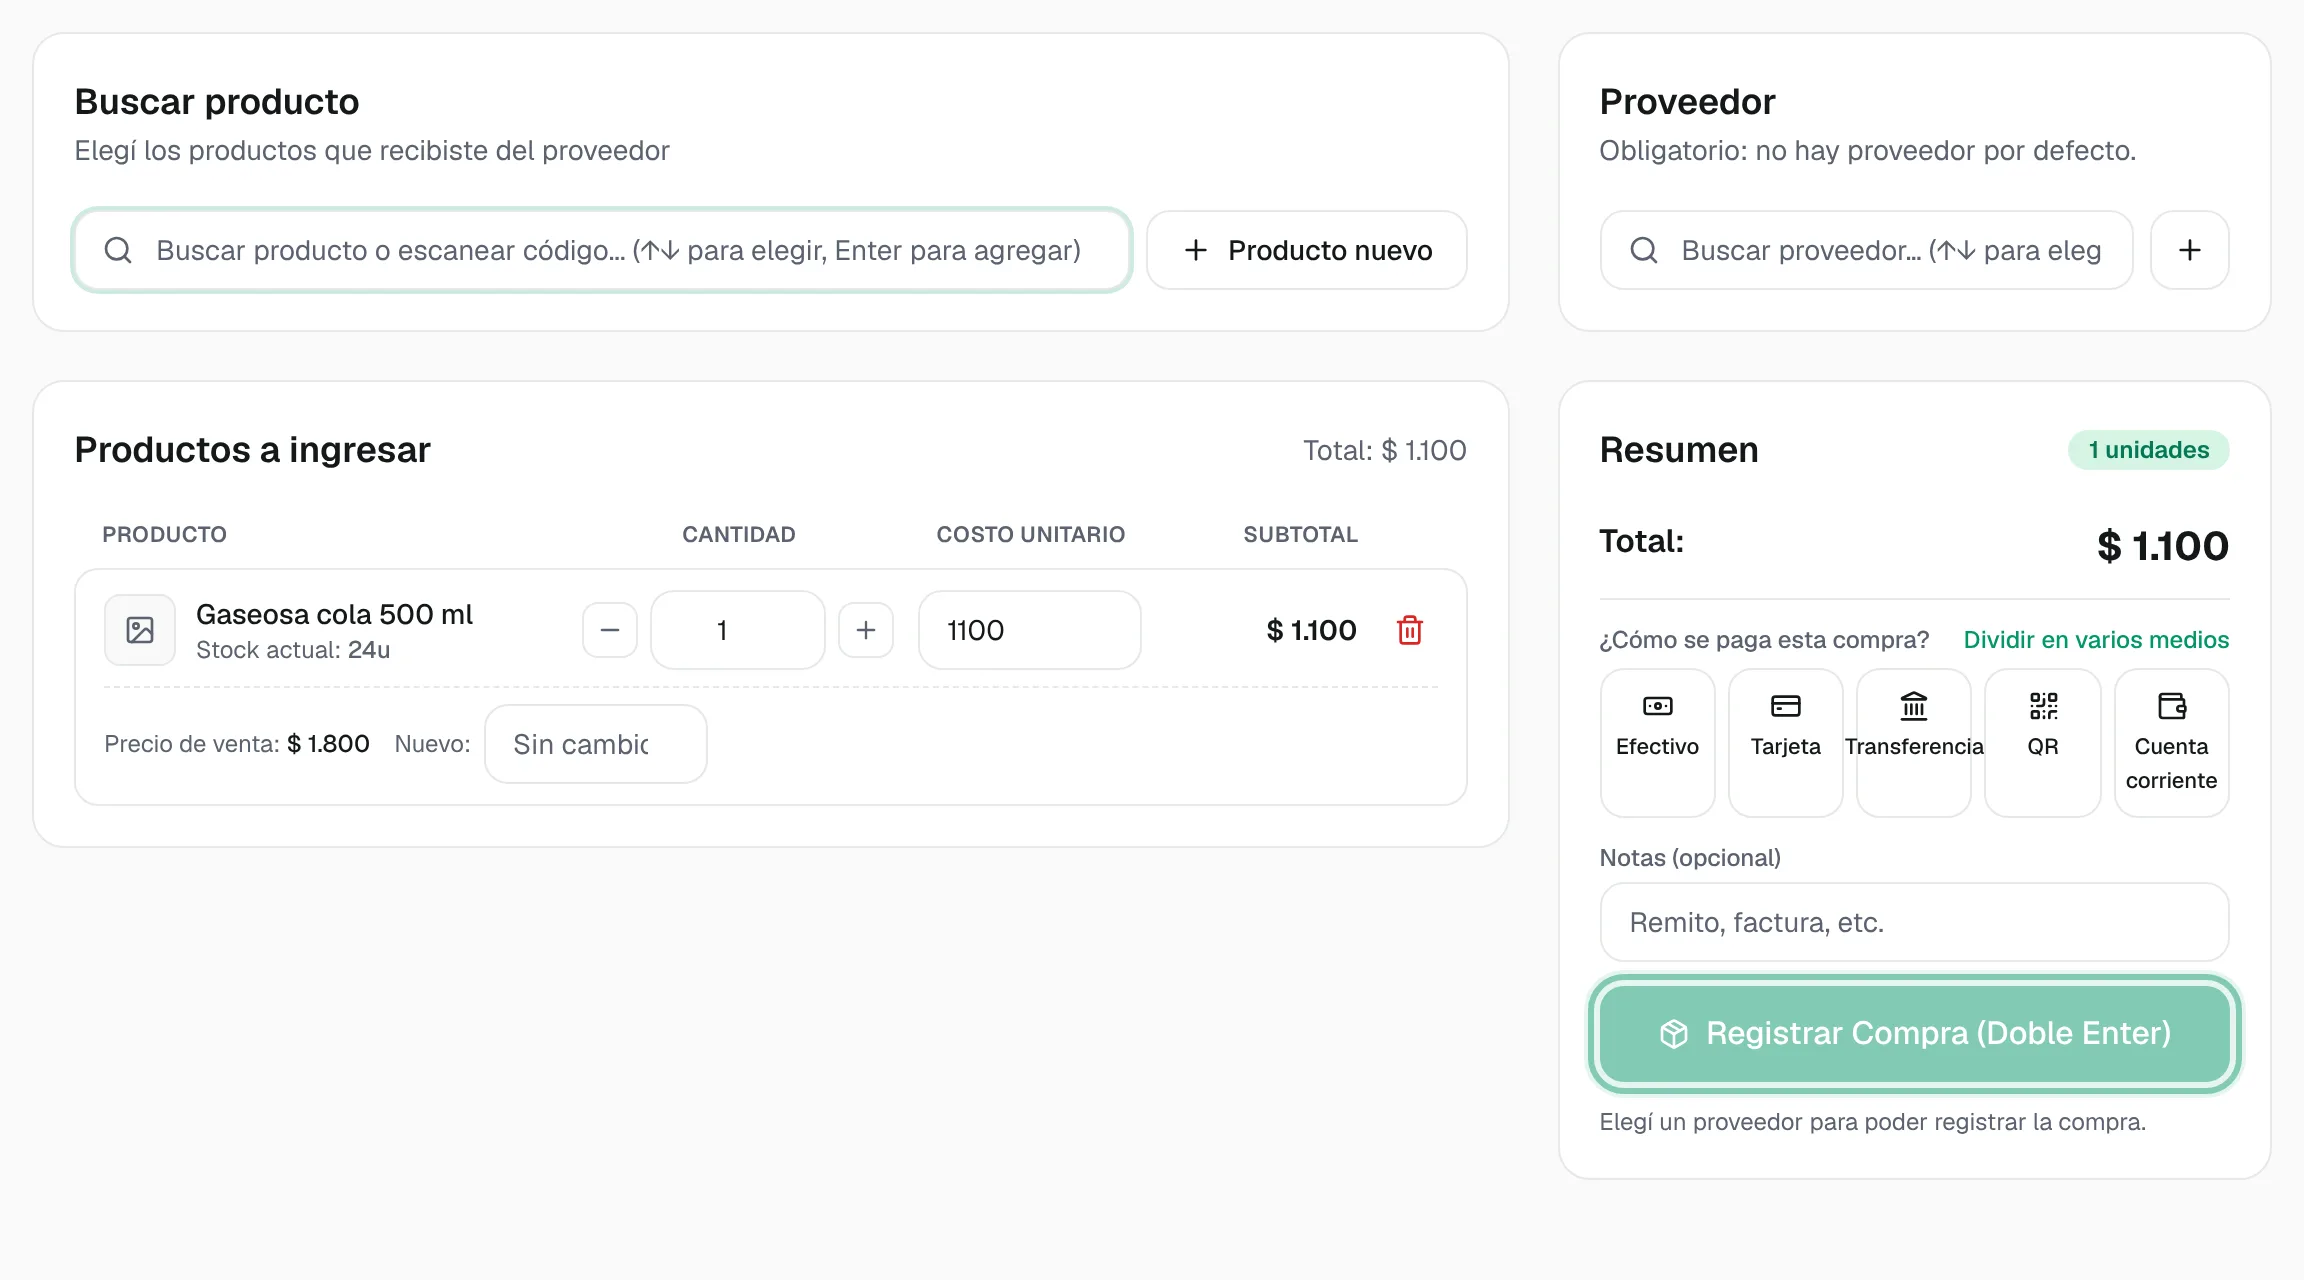 Buscar producto
Elegí los productos que recibiste del proveedor
Buscar producto o escanear código... (↑↓ para elegir, Enter para agregar)
+ Producto nuevo
Proveedor
Obligatorio: no hay proveedor por defecto.
Buscar proveedor... (↑↓ para eleg
+
Productos a ingresar
Total: $ 1.100
PRODUCTO CANTIDAD COSTO UNITARIO SUBTOTAL
Gaseosa cola 500 ml
Stock actual: 24u
− 1 + 1100 $ 1.100
Precio de venta: $ 1.800 Nuevo: Sin cambio
Resumen
1 unidades
Total: $ 1.100
¿Cómo se paga esta compra? Dividir en varios medios
Efectivo
Tarjeta
Transferencia
QR
Cuenta
corriente
Notas (opcional)
Remito, factura, etc.
Registrar Compra (Doble Enter)
Elegí un proveedor para poder registrar la compra.